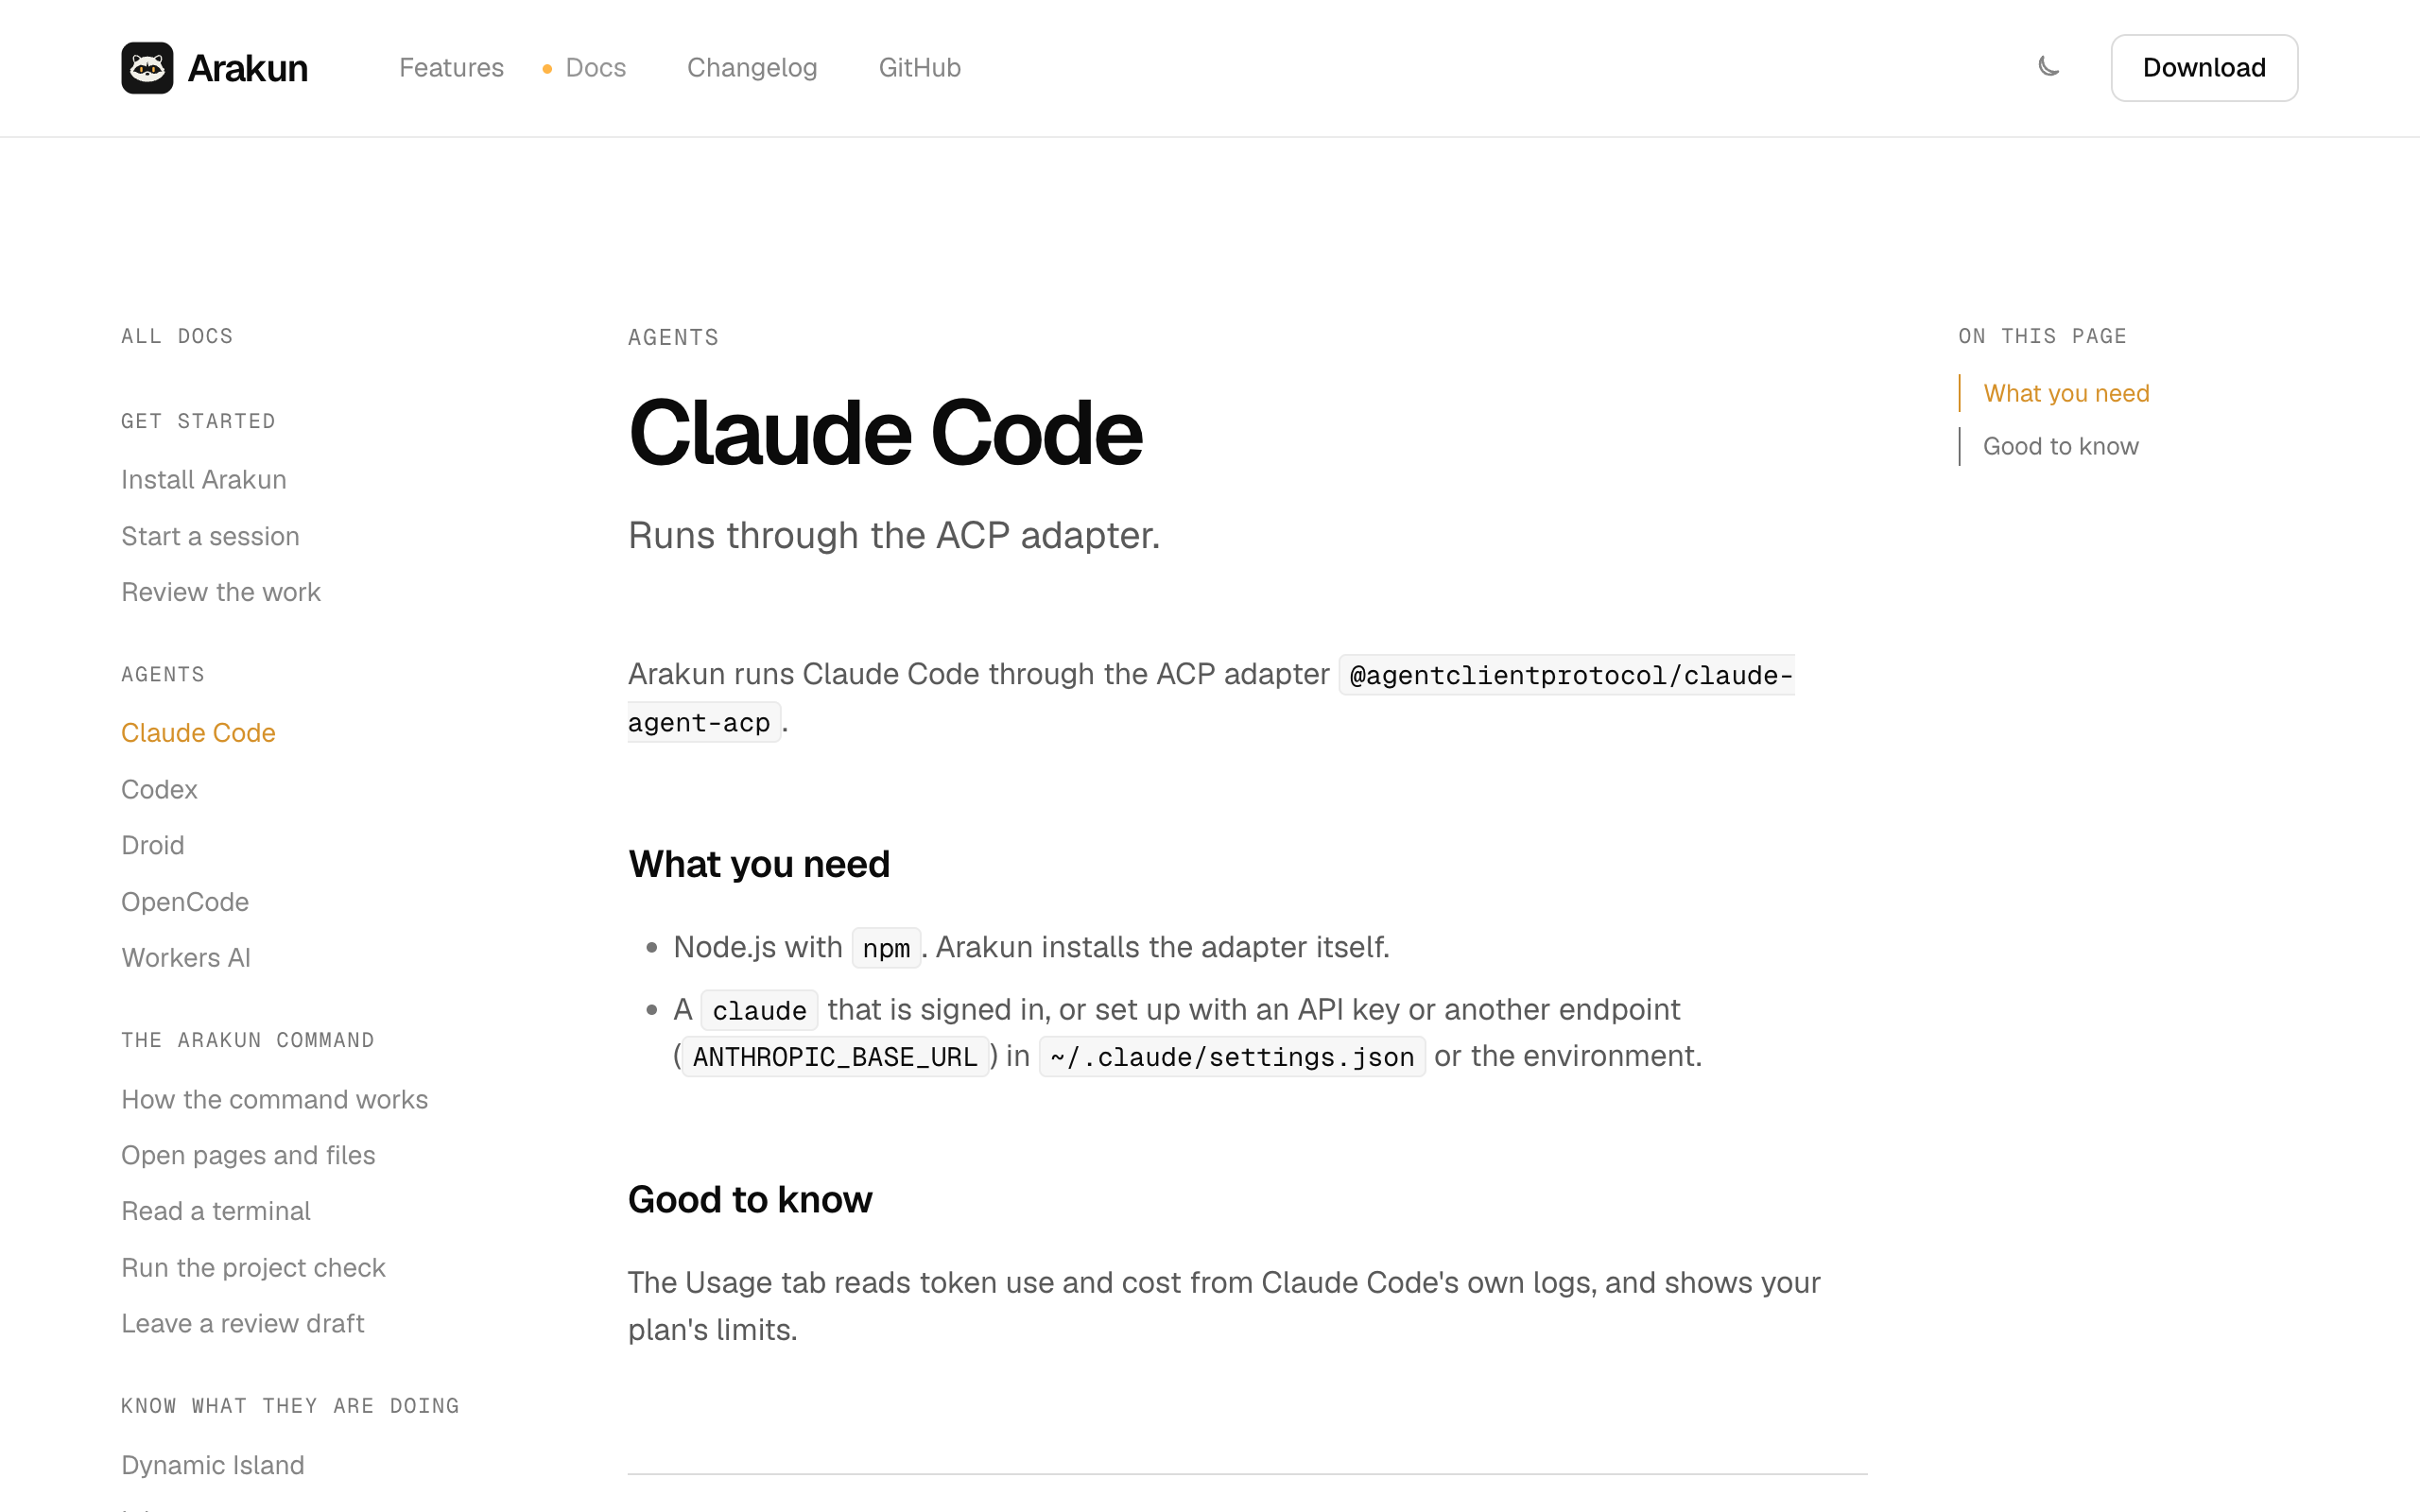 Arakun
Features
Docs
Changelog
GitHub
Download
ALL DOCS
GET STARTED
Install Arakun
Start a session
Review the work
AGENTS
Claude Code
Codex
Droid
OpenCode
Workers AI
THE ARAKUN COMMAND
How the command works
Open pages and files
Read a terminal
Run the project check
Leave a review draft
KNOW WHAT THEY ARE DOING
Dynamic Island
AGENTS
Claude Code
Runs through the ACP adapter.
Arakun runs Claude Code through the ACP adapter @agentclientprotocol/claude-
agent-acp.
What you need
Node.js with npm. Arakun installs the adapter itself.
A claude that is signed in, or set up with an API key or another endpoint
(ANTHROPIC_BASE_URL) in ~/.claude/settings.json or the environment.
Good to know
The Usage tab reads token use and cost from Claude Code's own logs, and shows your
plan's limits.
ON THIS PAGE
What you need
Good to know